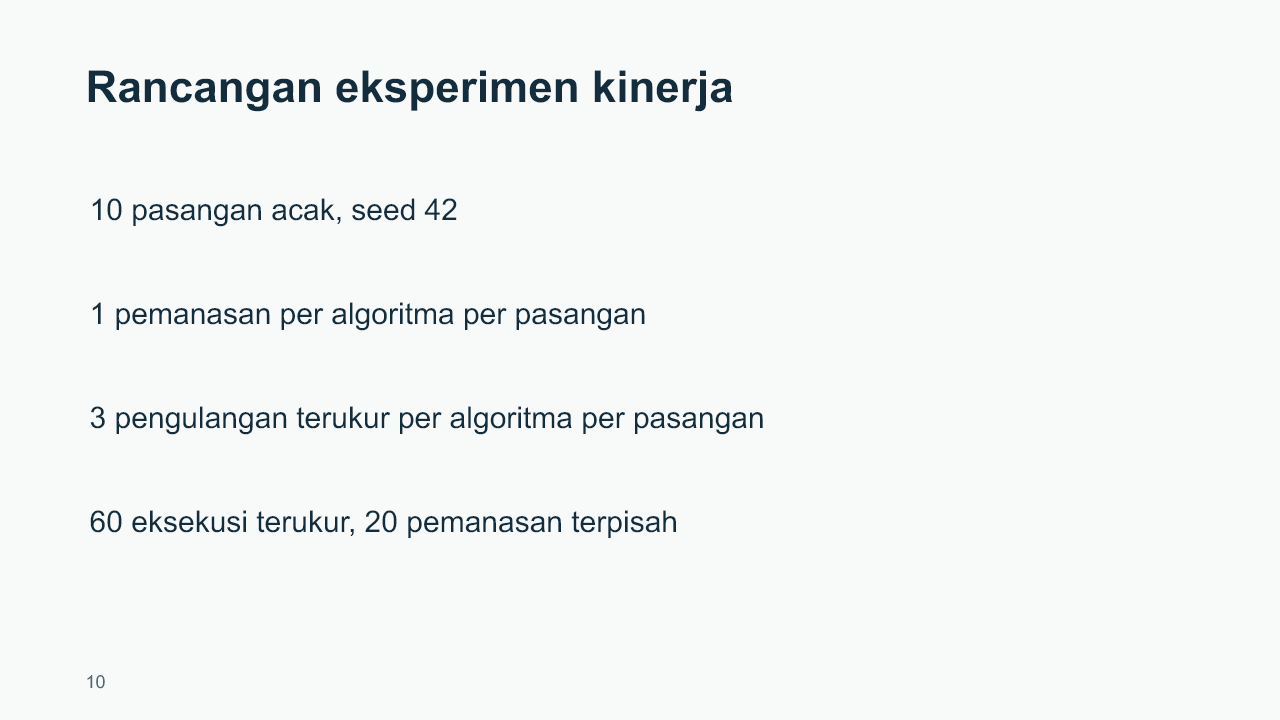 Rancangan eksperimen kinerja
10 pasangan acak, seed 42
1 pemanasan per algoritma per pasangan
3 pengulangan terukur per algoritma per pasangan
60 eksekusi terukur, 20 pemanasan terpisah
10